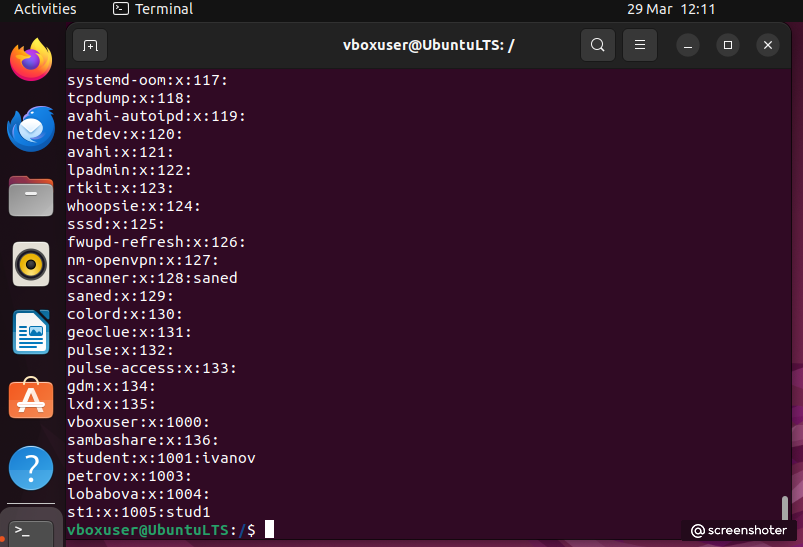 Activities
Terminal
29 Mar 12:11
vboxuser@UbuntuLTS: /
systemd-oom:x:117:
tcpdump:x:118:
avahi-autoipd:x:119:
netdev:x:120:
avahi:x:121:
lpadmin:x:122:
rtkit:x:123:
whoopsie:x:124:
sssd:x:125:
fwupd-refresh:x:126:
nm-openvpn:x:127:
scanner:x:128:saned
saned:x:129:
colord:x:130:
geoclue:x:131:
pulse:x:132:
pulse-access:x:133:
gdm:x:134:
lxd:x:135:
vboxuser:x:1000:
sambashare:x:136:
student:x:1001:ivanov
petrov:x:1003:
lobabova:x:1004:
st1:x:1005:stud1
vboxuser@UbuntuLTS:/$
@screenshoter